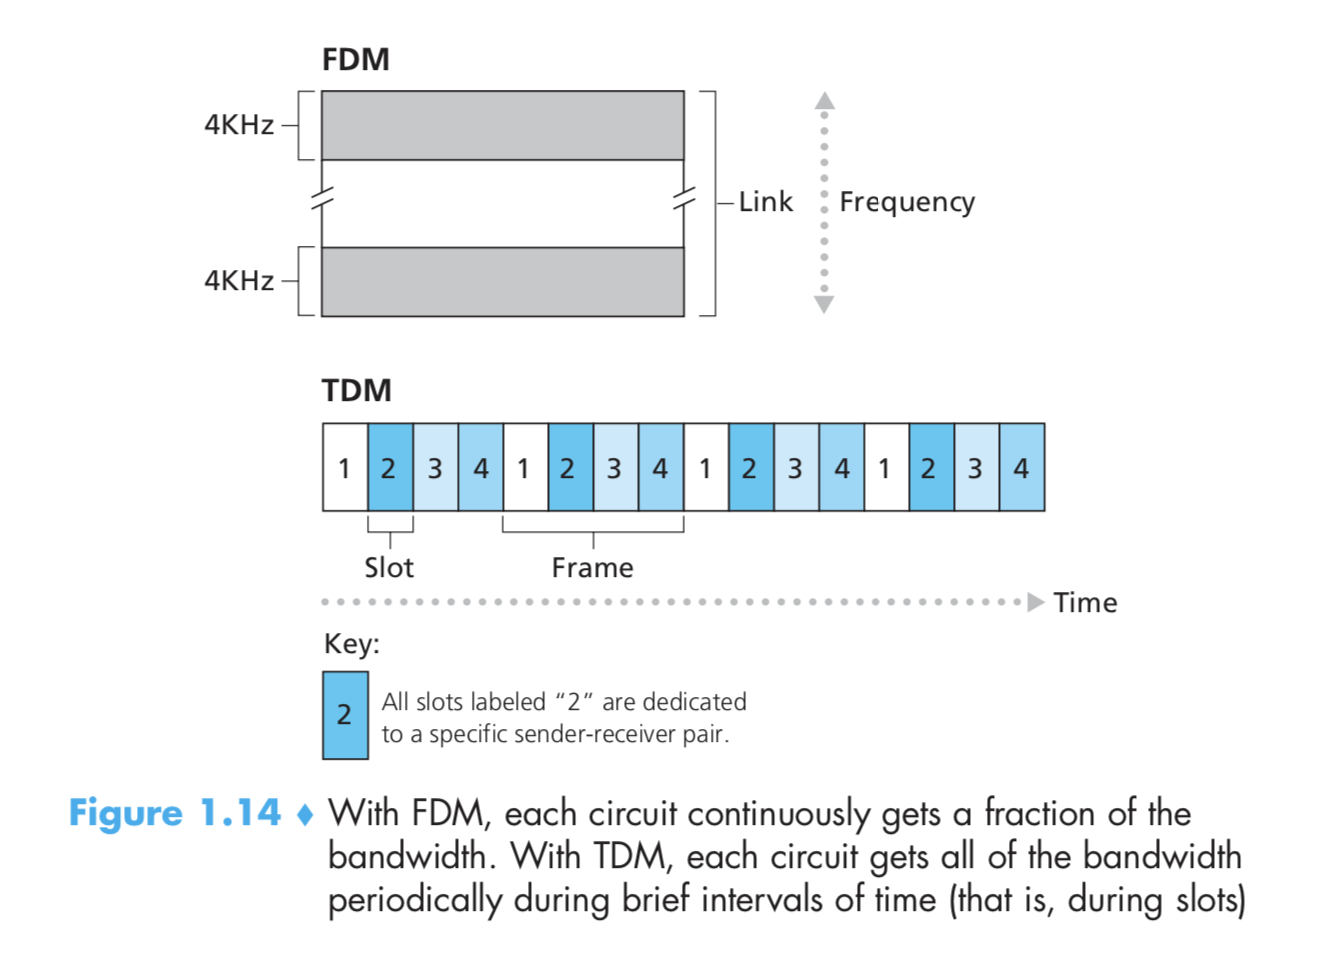 FDM
4KHz
Link
Frequency
4KHz
TDM
1 2 3 4 1 2 3 4 1 2 3 4 1 2 3 4
Slot
Frame
Time
Key:
2
All slots labeled “2” are dedicated
to a specific sender-receiver pair.
Figure 1.14 ♦ With FDM, each circuit continuously gets a fraction of the
bandwidth. With TDM, each circuit gets all of the bandwidth
periodically during brief intervals of time (that is, during slots)